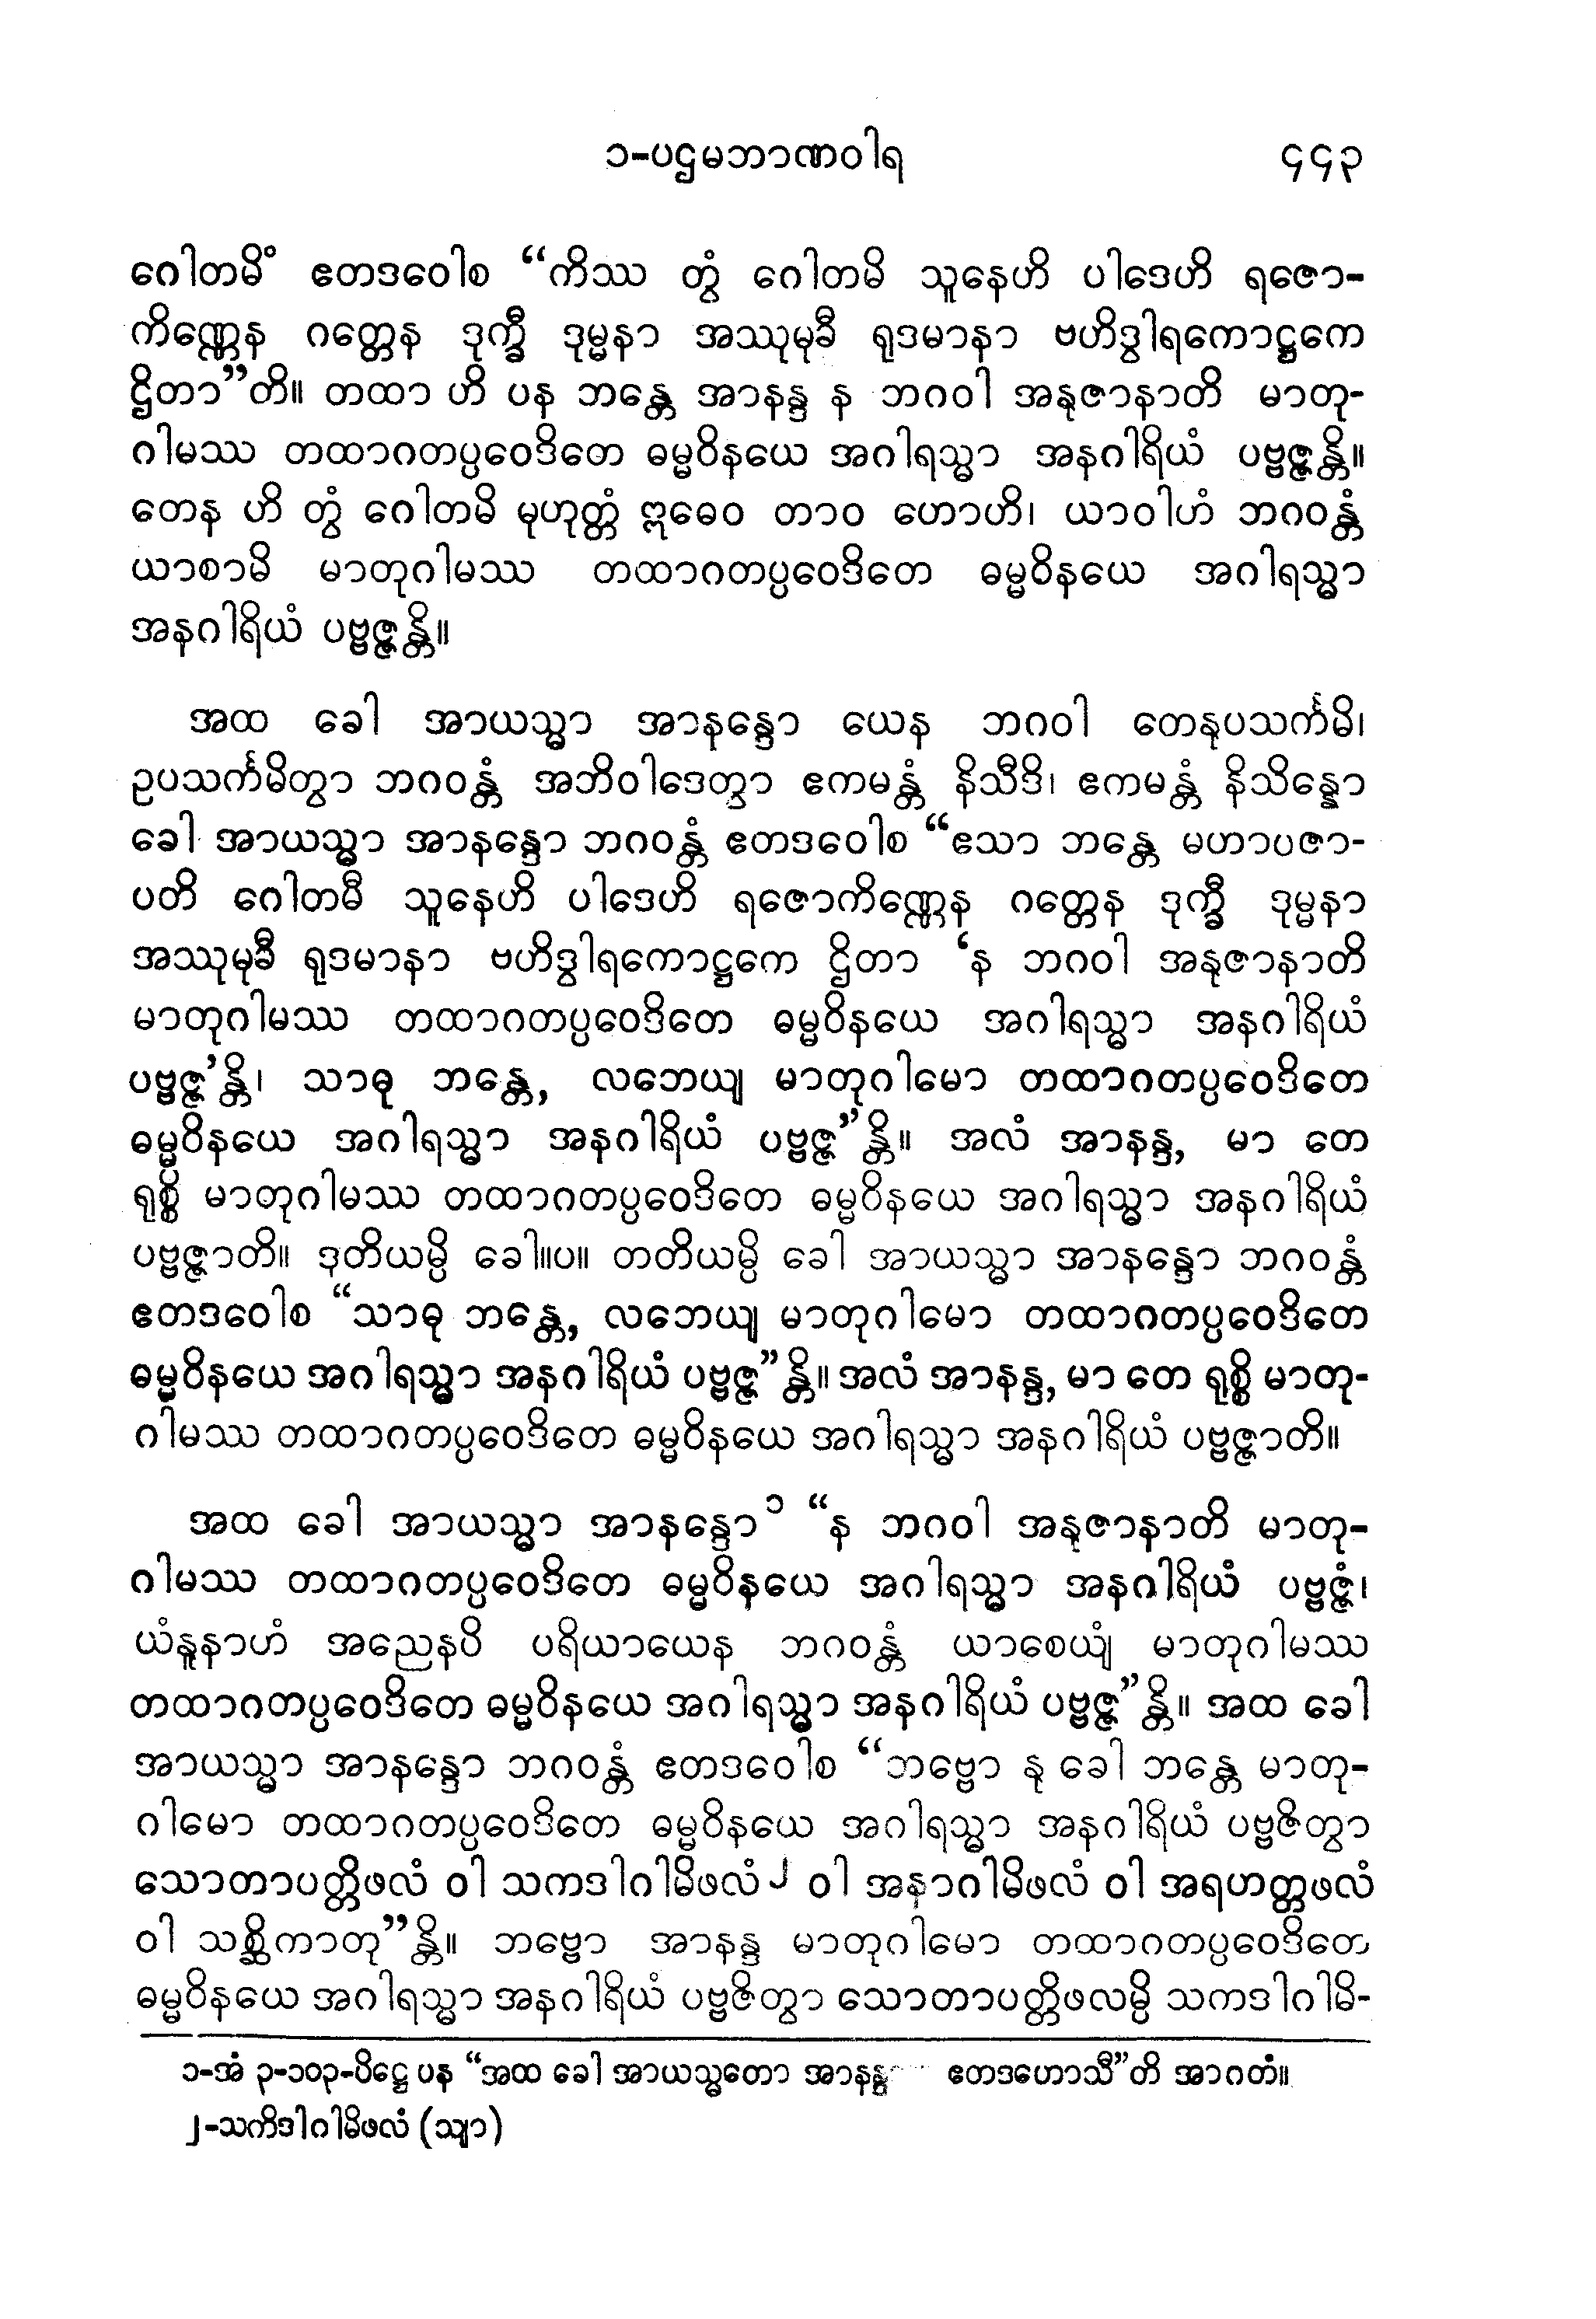 ၁-ပဌမဘာဏဝါရ ၄၄၃
ဂေါတမိံ ဧတဒဝေါစ “ကိဿ တွံ ဂေါတမိ သူနေဟိ ပါဒေဟိ ရဇော-
ကိဏ္ဏေန ဂတ္တေန ဒုက္ခီ ဒုမ္မနာ အဿုမုခီ ရုဒမာနာ ဗဟိဒွါရကောဋ္ဌကေ
ဌိတာ”တိ။ တထာ ဟိ ပန ဘန္တေ အာနန္ဒ န ဘဂဝါ အနုဇာနာတိ မာတု-
ဂါမဿ တထာဂတပ္ပဝေဒိတေ ဓမ္မဝိနယေ အဂါရသ္မာ အနဂါရိယံ ပဗ္ဗဇ္ဇန္တိ။
တေန ဟိ တွံ ဂေါတမိ မုဟုတ္တံ ဣဓေဝ တာဝ ဟောဟိ၊ ယာဝါဟံ ဘဂဝန္တံ
ယာစာမိ မာတုဂါမဿ တထာဂတပ္ပဝေဒိတေ ဓမ္မဝိနယေ အဂါရသ္မာ
အနဂါရိယံ ပဗ္ဗဇ္ဇန္တိ။
အထ ခေါ အာယသ္မာ အာနန္ဒော ယေန ဘဂဝါ တေနုပသင်္ကမိ၊
ဥပသင်္ကမိတွာ ဘဂဝန္တံ အဘိဝါဒေတွာ ဧကမန္တံ နိသီဒိ၊ ဧကမန္တံ နိသိန္နော
ခေါ အာယသ္မာ အာနန္ဒော ဘဂဝန္တံ ဧတဒဝေါစ “ဧသာ ဘန္တေ မဟာပဇာ-
ပတိ ဂေါတမီ သူနေဟိ ပါဒေဟိ ရဇောကိဏ္ဏေန ဂတ္တေန ဒုက္ခီ ဒုမ္မနာ
အဿုမုခီ ရုဒမာနာ ဗဟိဒွါရကောဋ္ဌကေ ဌိတာ ‘န ဘဂဝါ အနုဇာနာတိ
မာတုဂါမဿ တထာဂတပ္ပဝေဒိတေ ဓမ္မဝိနယေ အဂါရသ္မာ အနဂါရိယံ
ပဗ္ဗဇ္ဇ’န္တိ၊ သာဓု ဘန္တေ, လဘေယျ မာတုဂါမော တထာဂတပ္ပဝေဒိတေ
ဓမ္မဝိနယေ အဂါရသ္မာ အနဂါရိယံ ပဗ္ဗဇ္ဇ”န္တိ။ အလံ အာနန္ဒ, မာ တေ
ရုစ္စိ မာတုဂါမဿ တထာဂတပ္ပဝေဒိတေ ဓမ္မဝိနယေ အဂါရသ္မာ အနဂါရိယံ
ပဗ္ဗဇ္ဇာတိ။ ဒုတိယမ္ပိ ခေါ။ပ။ တတိယမ္ပိ ခေါ အာယသ္မာ အာနန္ဒော ဘဂဝန္တံ
ဧတဒဝေါစ “သာဓု ဘန္တေ, လဘေယျ မာတုဂါမော တထာဂတပ္ပဝေဒိတေ
ဓမ္မဝိနယေ အဂါရသ္မာ အနဂါရိယံ ပဗ္ဗဇ္ဇ”န္တိ။ အလံ အာနန္ဒ, မာ တေ ရုစ္စိ မာတု-
ဂါမဿ တထာဂတပ္ပဝေဒိတေ ဓမ္မဝိနယေ အဂါရသ္မာ အနဂါရိယံ ပဗ္ဗဇ္ဇာတိ။
အထ ခေါ အာယသ္မာ အာနန္ဒော၁ “န ဘဂဝါ အနုဇာနာတိ မာတု-
ဂါမဿ တထာဂတပ္ပဝေဒိတေ ဓမ္မဝိနယေ အဂါရသ္မာ အနဂါရိယံ ပဗ္ဗဇ္ဇံ၊
ယံနူနာဟံ အညေနပိ ပရိယာယေန ဘဂဝန္တံ ယာစေယျံ မာတုဂါမဿ
တထာဂတပ္ပဝေဒိတေ ဓမ္မဝိနယေ အဂါရသ္မာ အနဂါရိယံ ပဗ္ဗဇ္ဇ”န္တိ။ အထ ခေါ
အာယသ္မာ အာနန္ဒော ဘဂဝန္တံ ဧတဒဝေါစ “ဘဗ္ဗော နု ခေါ ဘန္တေ မာတု-
ဂါမော တထာဂတပ္ပဝေဒိတေ ဓမ္မဝိနယေ အဂါရသ္မာ အနဂါရိယံ ပဗ္ဗဇိတွာ
သောတာပတ္တိဖလံ ဝါ သကဒါဂါမိဖလံ၂ ဝါ အနာဂါမိဖလံ ဝါ အရဟတ္တဖလံ
ဝါ သစ္ဆိကာတု”န္တိ။ ဘဗ္ဗော အာနန္ဒ မာတုဂါမော တထာဂတပ္ပဝေဒိတေ
ဓမ္မဝိနယေ အဂါရသ္မာ အနဂါရိယံ ပဗ္ဗဇိတွာ သောတာပတ္တိဖလမ္ပိ သကဒါဂါမိ-
၁-အံ ၃-၁၀၃-ပိဋ္ဌေ ပန “အထ ခေါ အာယသ္မတော ဧတဒဟောသီ”တိ အာဂတံ။
၂-သကိဒါဂါမိဖလံ (သျာ)